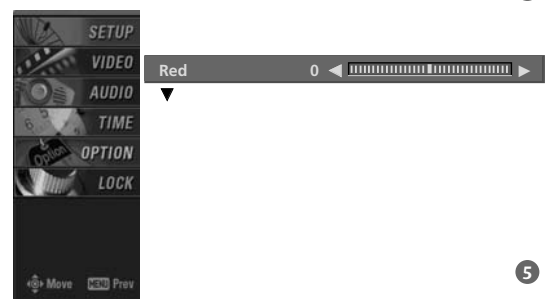 SETUP
VIDEO
AUDIO
TIME
OPTION
LOCK
Move MENU Prev
Red 0 ◀ ▶
▼
5